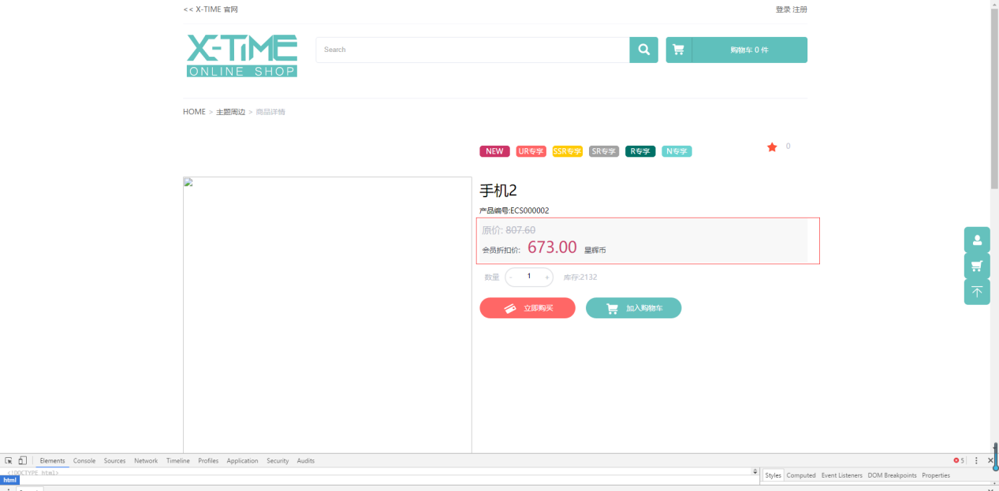 << X-TIME 官网
登录 注册
X-TIME
ONLINE SHOP
Search
购物车 0 件
HOME > 主题周边 > 商品详情
NEW UR专享 SSR专享 SR专享 R专享 N专享
0
手机2
产品编号:ECS000002
原价: 807.60
会员折扣价: 673.00 星辉币
数量 - 1 + 库存:2132
立即购买 加入购物车
Elements Console Sources Network Timeline Profiles Application Security Audits
5
<!DOCTYPE html>
html
Styles Computed Event Listeners DOM Breakpoints Properties